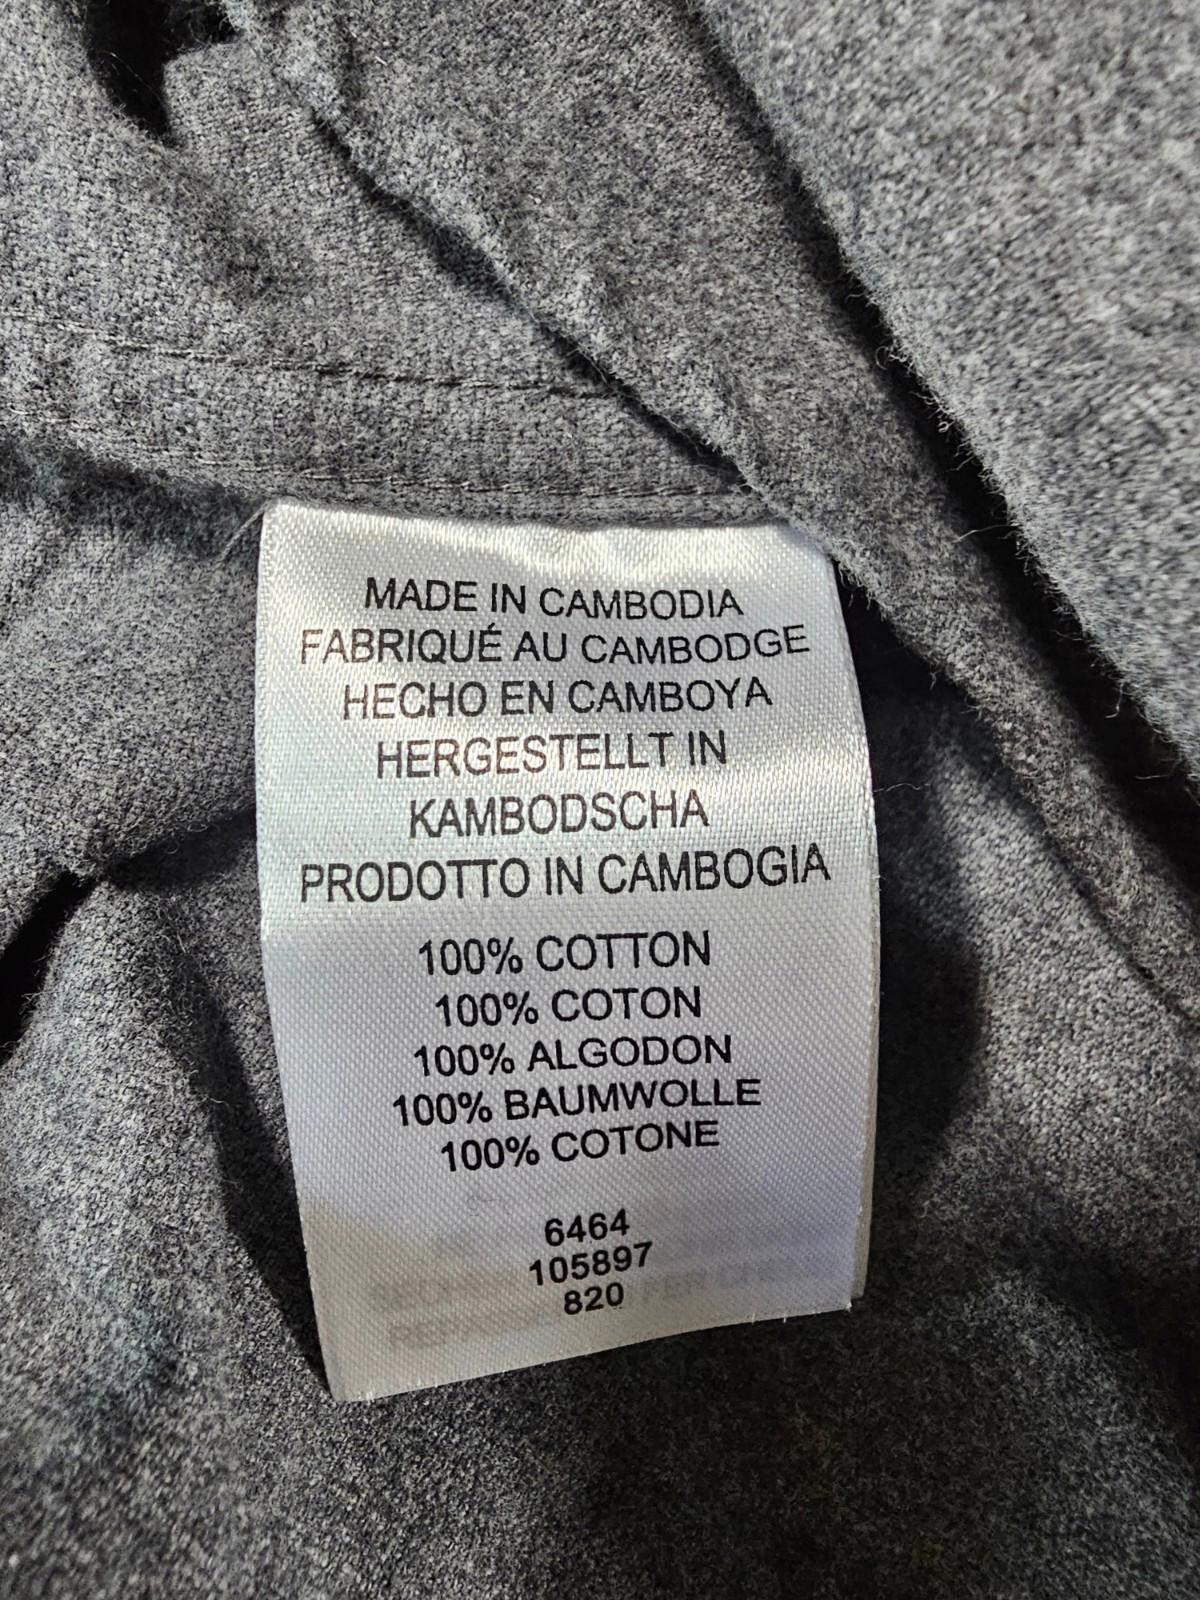 MADE IN CAMBODIA
FABRIQUÉ AU CAMBODGE
HECHO EN CAMBOYA
HERGESTELLT IN
KAMBODSCHA
PRODOTTO IN CAMBOGIA
100% COTTON
100% COTON
100% ALGODON
100% BAUMWOLLE
100% COTONE
6464
105897
820